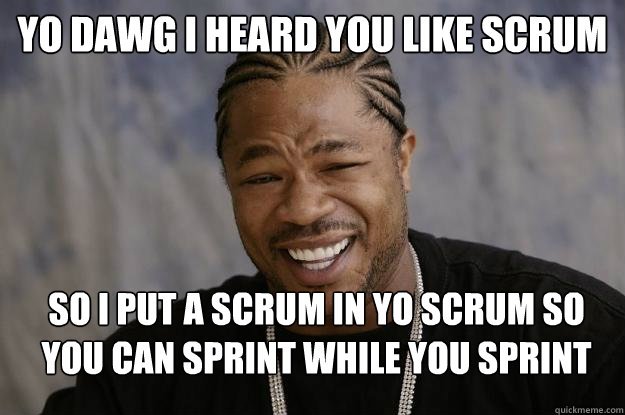 YO DAWG I HEARD YOU LIKE SCRUM
SO I PUT A SCRUM IN YO SCRUM SO
YOU CAN SPRINT WHILE YOU SPRINT
quickmeme.com